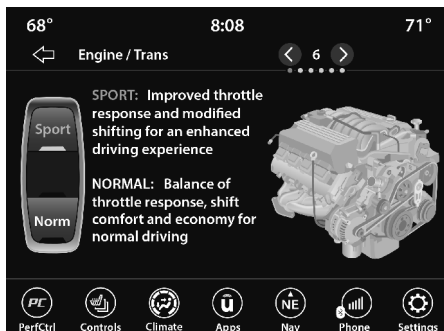 68° 8:08 71°
Engine / Trans 6
SPORT: Improved throttle
response and modified
shifting for an enhanced
driving experience
Sport
NORMAL: Balance of
throttle response, shift
comfort and economy for
normal driving
Norm
PC û NE
PerfCtrl Controls Climate Apps Nav Phone Settings